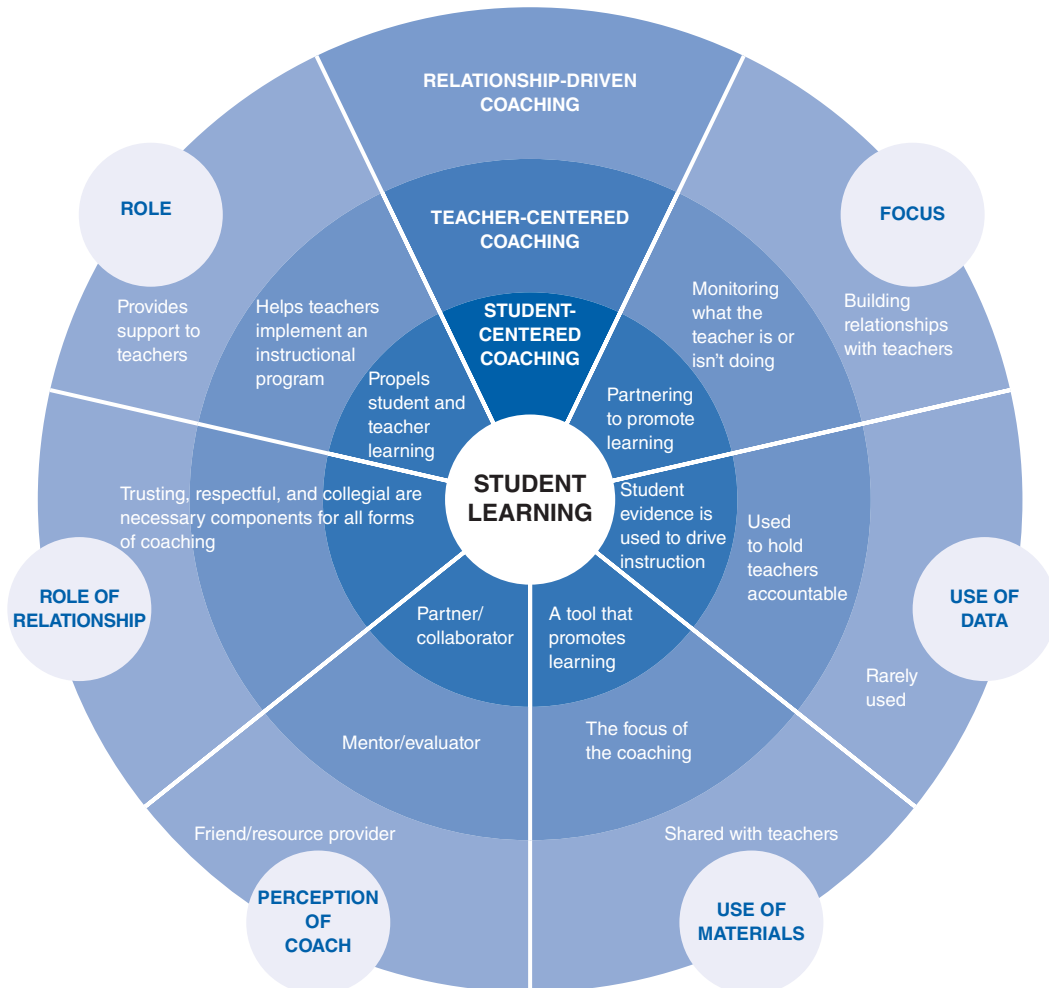 RELATIONSHIP-DRIVEN
COACHING
TEACHER-CENTERED
COACHING
STUDENT-
CENTERED
COACHING
STUDENT
LEARNING
FOCUS
Building
relationships
with teachers
Monitoring
what the
teacher is or
isn't doing
Partnering
to promote
learning
USE OF
DATA
Rarely
used
Used
to hold
teachers
accountable
Student
evidence is
used to drive
instruction
USE OF
MATERIALS
Shared with teachers
The focus of
the coaching
A tool that
promotes
learning
PERCEPTION
OF
COACH
Friend/resource provider
Mentor/evaluator
Partner/
collaborator
ROLE OF
RELATIONSHIP
Trusting, respectful, and collegial are
necessary components for all forms
of coaching
ROLE
Provides
support to
teachers
Helps teachers
implement an
instructional
program
Propels
student and
teacher
learning